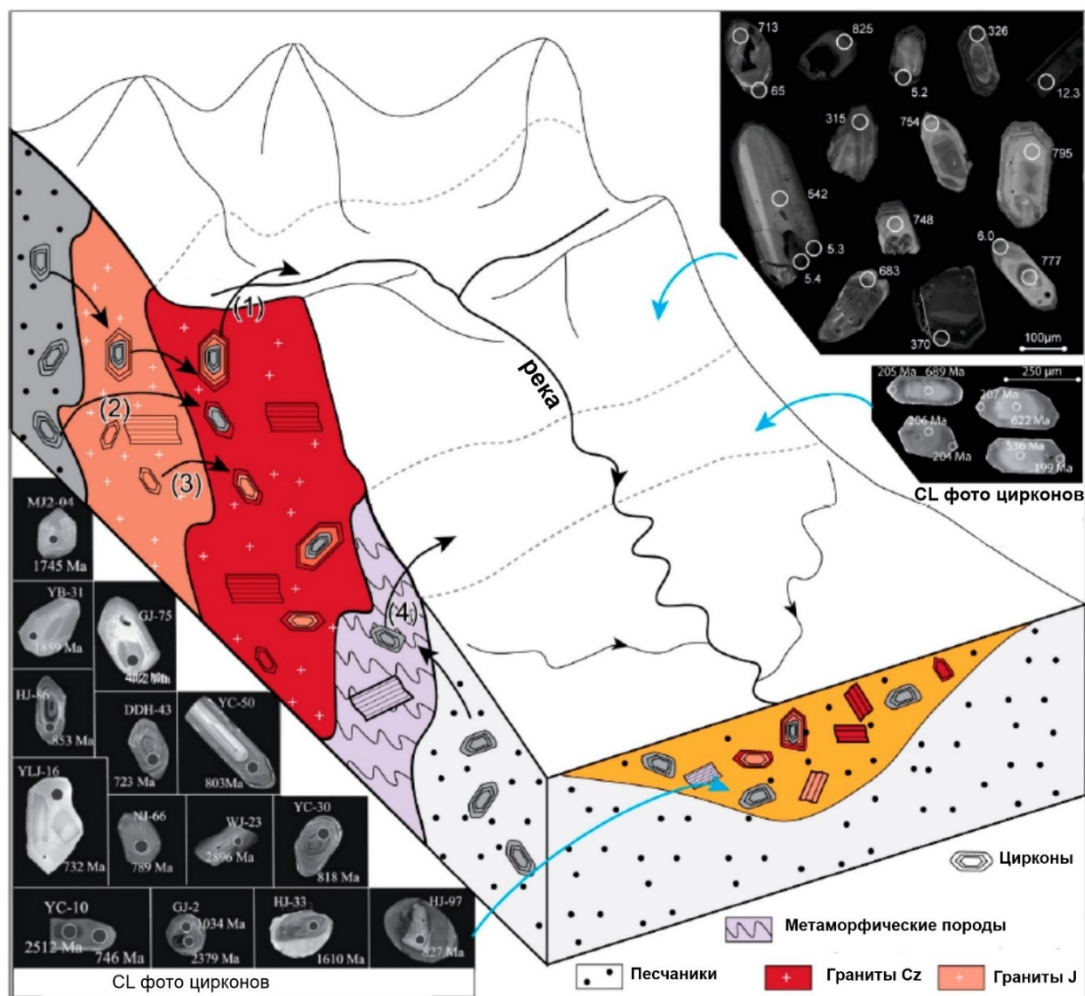 713
825
326
65
5.2
12.3
315
754
795
542
748
5.3
5.4
6.0
777
683
370
100µm
(1)
река
205 Ma 689 Ma
250 µm
207 Ma
622 Ma
206 Ma
204 Ma
536 Ma
199 Ma
CL фото цирконов
(2)
(3)
(4)
MJ2-04
1745 Ma
YB-31
1859 Ma
GJ-75
HJ-86
853 Ma
DDH-43
723 Ma
YC-50
803Ma
YLJ-16
732 Ma
NJ-66
789 Ma
WJ-23
2896 Ma
YC-30
818 Ma
YC-10
2512 Ma
746 Ma
GJ-2
1034 Ma
2379 Ma
HJ-33
1610 Ma
HJ-97
827 Ma
CL фото цирконов
Цирконы
Метаморфические породы
Песчаники
Граниты Cz
Граниты J